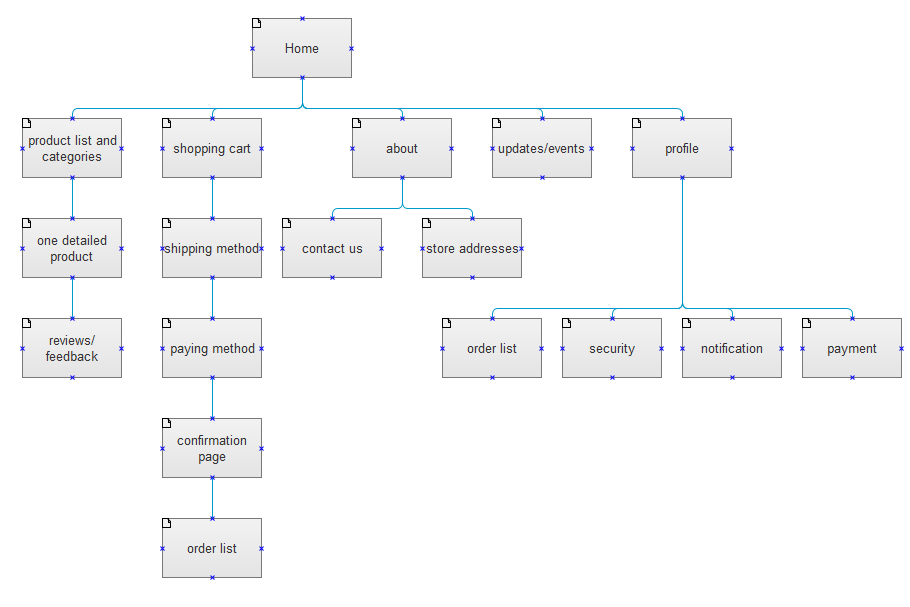 Home
product list and
categories
shopping cart
about
updates/events
profile
one detailed
product
shipping method
contact us
store addresses
reviews/
feedback
paying method
order list
security
notification
payment
confirmation
page
order list